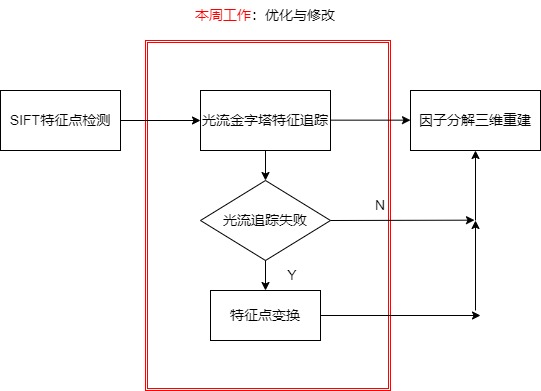 本周工作：优化与修改
SIFT特征点检测
光流金字塔特征追踪
因子分解三维重建
光流追踪失败
N
Y
特征点变换